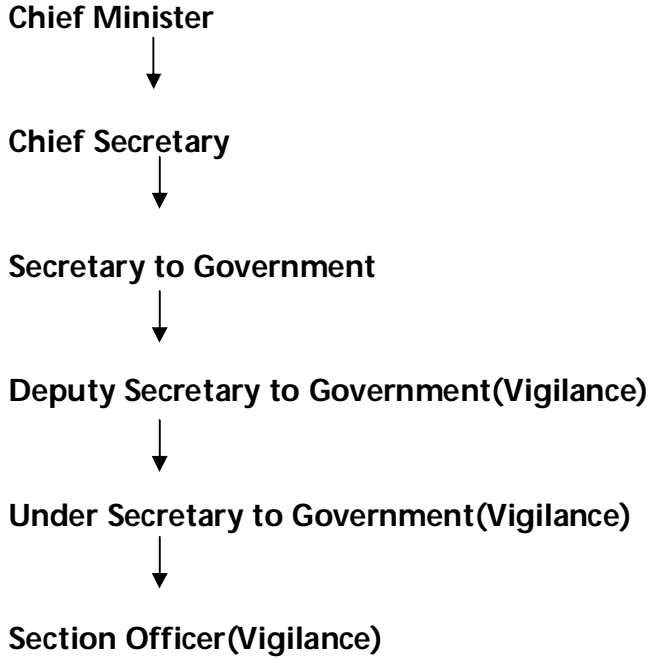 Chief Minister
Chief Secretary
Secretary to Government
Deputy Secretary to Government(Vigilance)
Under Secretary to Government(Vigilance)
Section Officer(Vigilance)